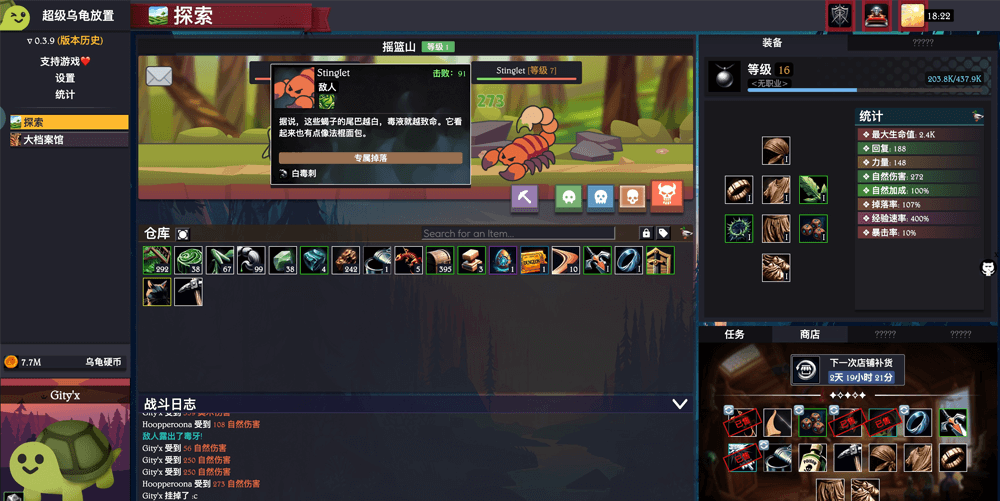 超级乌龟放置
v 0.3.9 (版本历史)
支持游戏❤️
设置
统计
探索
大档案馆
7.7M 乌龟硬币
Gity'x
探索
18:22
摇篮山 等级 1
Stinglet 击败: 91
敌人
据说，这些蝎子的尾巴越白，毒液就越致命。它看
起来也有点像法棍面包。
专属掉落
白毒刺
Stinglet [等级 7]
273
仓库
Search for an Item...
292 38 67 99 38 4 242 1 5 395 3 1 1 10 1 1
战斗日志
Hoopperoona 受到 108 自然伤害
敌人露出了毒牙!
Gity'x 受到 56 自然伤害
Gity'x 受到 250 自然伤害
Gity'x 受到 250 自然伤害
Hoopperoona 受到 273 自然伤害
Gity'x 挂掉了 :c
装备 ?????
等级 16
<无职业>
203.8K/437.9K
I
I I I
I I I
I
统计
最大生命值: 2.4K
回复: 188
力量: 148
自然伤害: 272
自然加成: 100%
掉落率: 107%
经验速率: 400%
暴击率: 10%
任务 商店 ????? ?????
下一次店铺补货
2天 19小时 21分
已售 已售 已售
已售